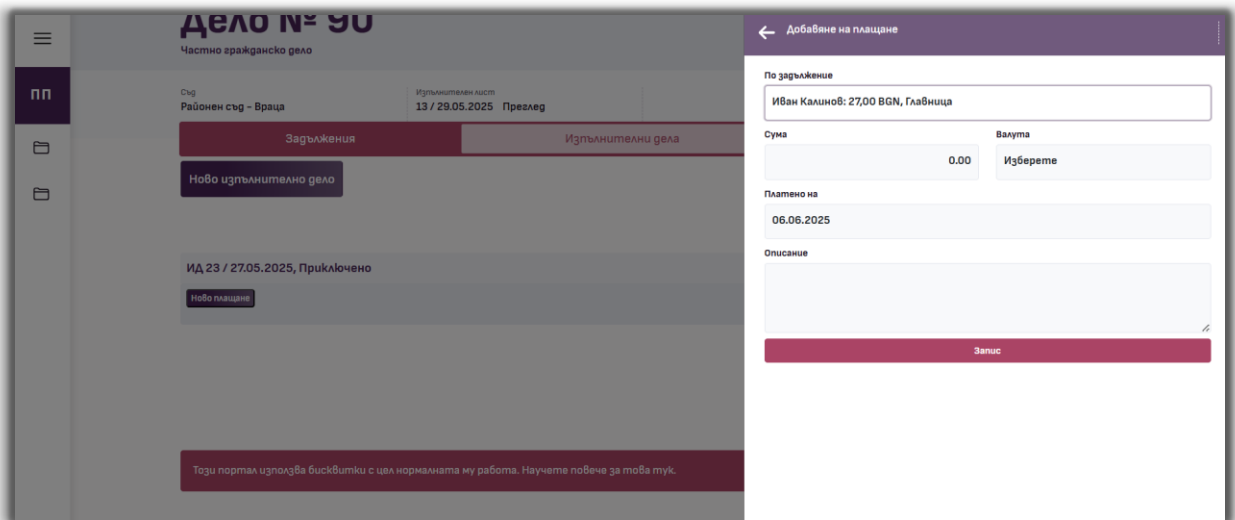 Дело № 90
Частно гражданско дело
ПП
Съд
Районен съд - Враца
Изпълнителен лист
13 / 29.05.2025 Преглед
Задължения
Изпълнителни дела
Ново изпълнително дело
ИД 23 / 27.05.2025, Приключено
Ново плащане
Този портал използва бисквитки с цел нормалната му работа. Научете повече за това тук.
Добавяне на плащане
По задължение
Иван Калинов: 27,00 BGN, Главница
Сума
Валута
0.00
Изберете
Платено на
06.06.2025
Описание
Запис